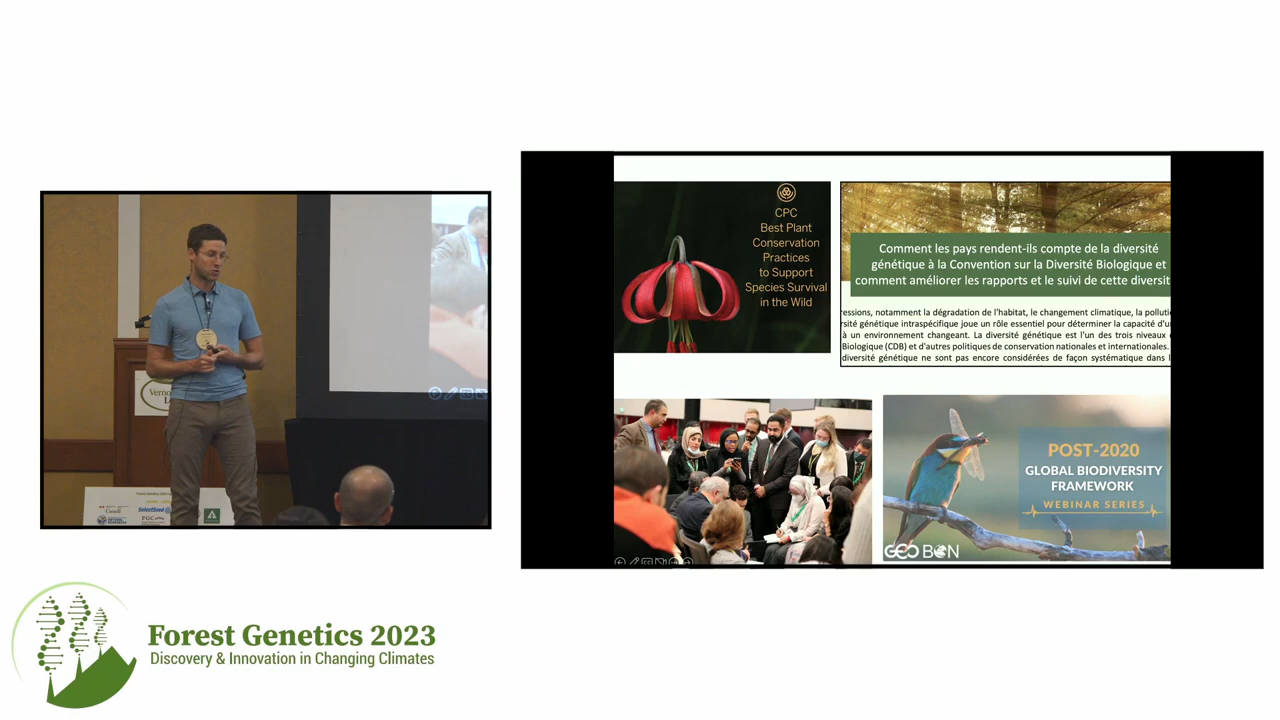 CPC
Best Plant
Conservation
Practices
to Support
Species Survival
in the Wild
Comment les pays rendent-ils compte de la diversité
génétique à la Convention sur la Diversité Biologique et
comment améliorer les rapports et le suivi de cette diversit
essions, notamment la dégradation de l'habitat, le changement climatique, la polluti
rsité génétique intraspécifique joue un rôle essentiel pour déterminer la capacité d'u
à un environnement changeant. La diversité génétique est l'un des trois niveaux
Biologique (CDB) et d'autres politiques de conservation nationales et internationales.
diversité génétique ne sont pas encore considérées de façon systématique dans l
POST-2020
GLOBAL BIODIVERSITY
FRAMEWORK
WEBINAR SERIES
GEO BON
Canada
SelectSeed
FGC
Forest Genetics 2023
Discovery & Innovation in Changing Climates